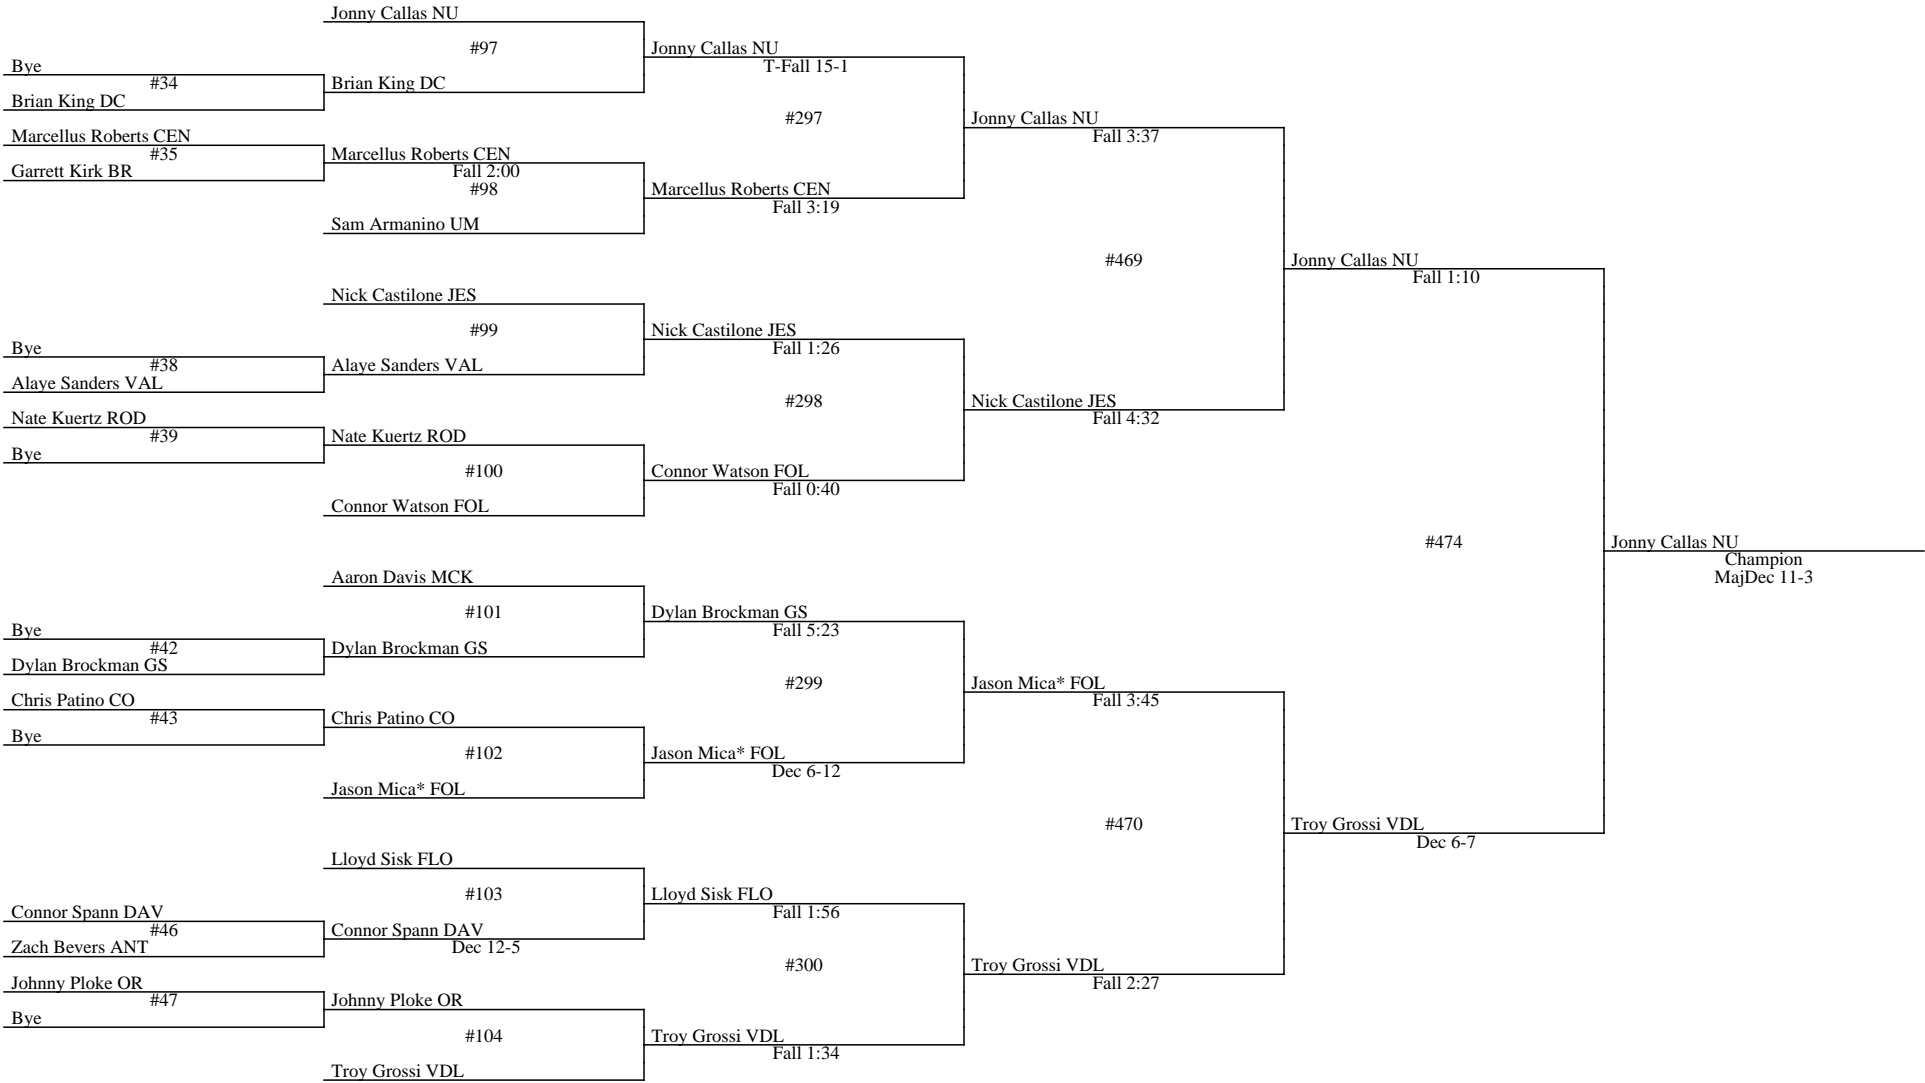 Jonny Callas NU
#97
Jonny Callas NU
T-Fall 15-1
Bye
#34
Brian King DC
Brian King DC
#297
Jonny Callas NU
Fall 3:37
Marcellus Roberts CEN
#35
Garrett Kirk BR
Marcellus Roberts CEN
Fall 2:00
#98
Marcellus Roberts CEN
Fall 3:19
Sam Armanino UM
#469
Jonny Callas NU
Fall 1:10
Nick Castilone JES
#99
Nick Castilone JES
Fall 1:26
Bye
#38
Alaye Sanders VAL
Alaye Sanders VAL
#298
Nick Castilone JES
Fall 4:32
Nate Kuertz ROD
#39
Bye
Nate Kuertz ROD
#100
Connor Watson FOL
Fall 0:40
Connor Watson FOL
#474
Jonny Callas NU
Champion
MajDec 11-3
Aaron Davis MCK
#101
Dylan Brockman GS
Fall 5:23
Bye
#42
Dylan Brockman GS
Dylan Brockman GS
#299
Jason Mica* FOL
Fall 3:45
Chris Patino CO
#43
Bye
Chris Patino CO
#102
Jason Mica* FOL
Dec 6-12
Jason Mica* FOL
#470
Troy Grossi VDL
Dec 6-7
Lloyd Sisk FLO
#103
Lloyd Sisk FLO
Fall 1:56
Connor Spann DAV
#46
Zach Bevers ANT
Connor Spann DAV
Dec 12-5
#300
Troy Grossi VDL
Fall 2:27
Johnny Ploke OR
#47
Bye
Johnny Ploke OR
#104
Troy Grossi VDL
Fall 1:34
Troy Grossi VDL